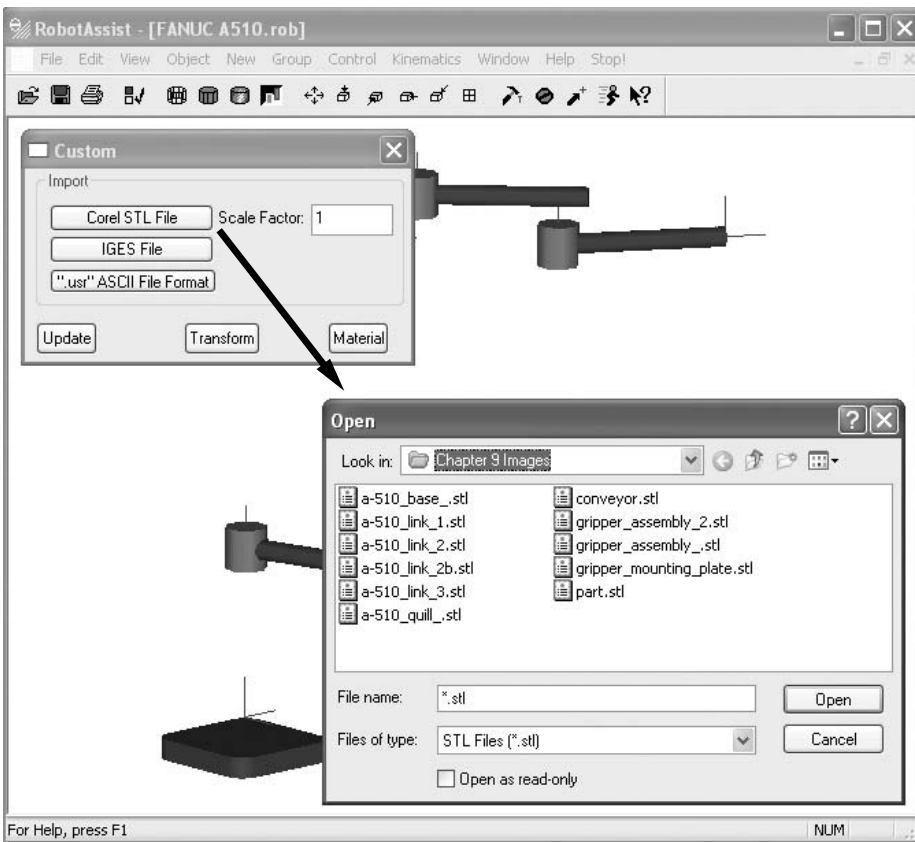 RobotAssist - [FANUC A510.rob]
File Edit View Object New Group Control Kinematics Window Help Stop!
Custom
Import
Corel STL File Scale Factor: 1
IGES File
".usr" ASCII File Format
Update Transform Material
Open
Look in: Chapter 9 Images
a-510_base_.stl
a-510_link_1.stl
a-510_link_2.stl
a-510_link_2b.stl
a-510_link_3.stl
a-510_quill_.stl
conveyor.stl
gripper_assembly_2.stl
gripper_assembly_.stl
gripper_mounting_plate.stl
part.stl
File name: *.stl Open
Files of type: STL Files (*.stl) Cancel
Open as read-only
For Help, press F1 NUM